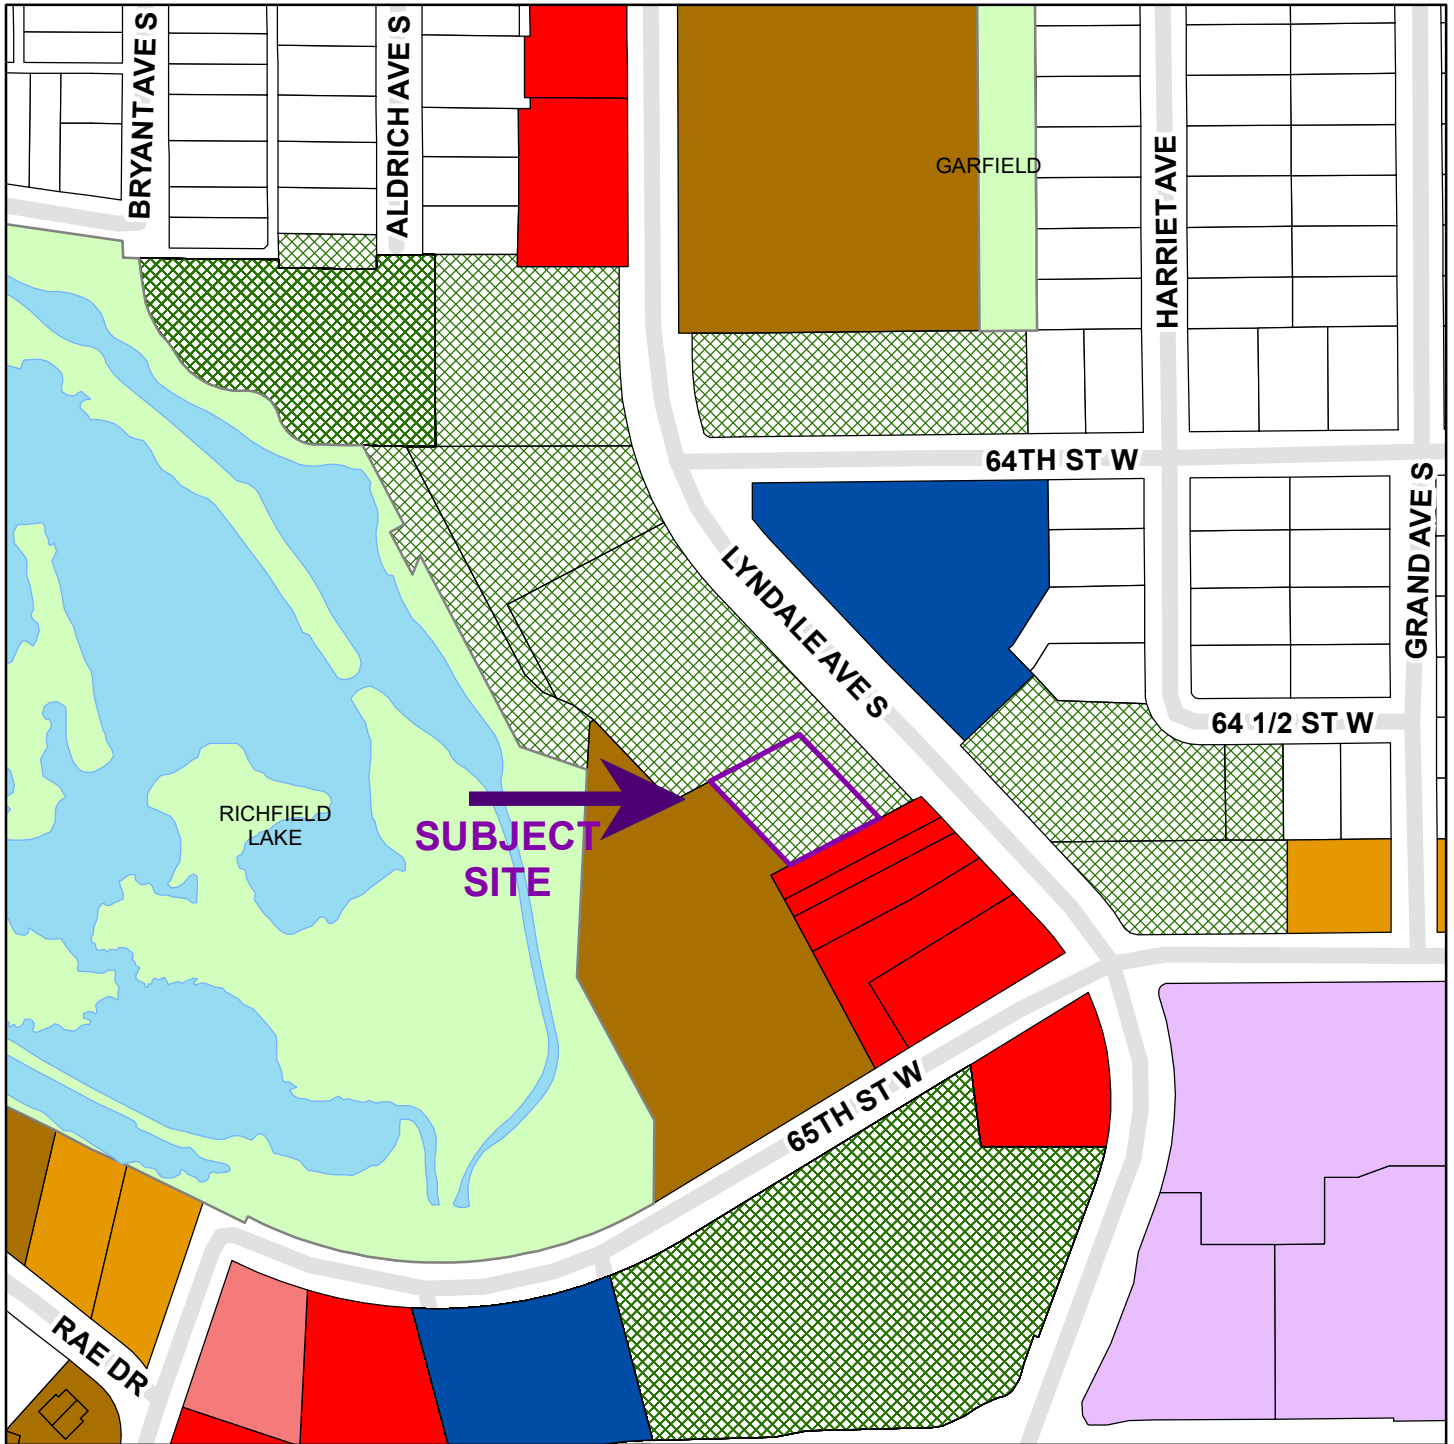 BRYANT AVE S
ALDRICH AVE S
GARFIELD
HARRIET AVE
64TH ST W
GRAND AVE S
LYNDALE AVE S
64 1/2 ST W
RICHFIELD
LAKE
SUBJECT
SITE
65TH ST W
RAE DR